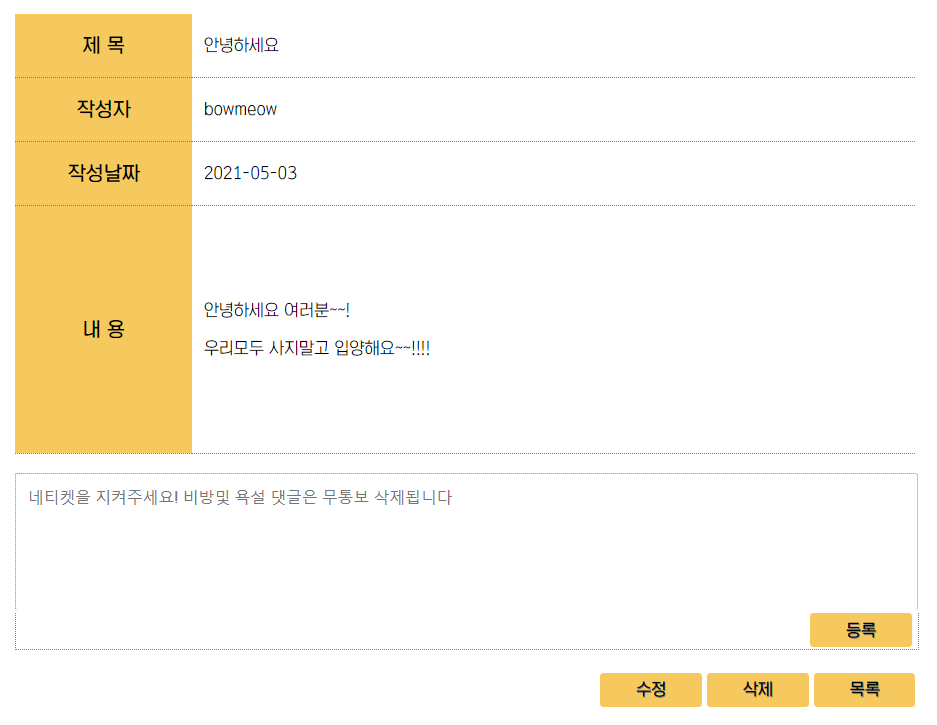 제 목 안녕하세요
작성자 bowmeow
작성날짜 2021-05-03
내 용 안녕하세요 여러분~~!
우리모두 사지말고 입양해요~~!!!!
네티켓을 지켜주세요! 비방및 욕설 댓글은 무통보 삭제됩니다
등록
수정 삭제 목록